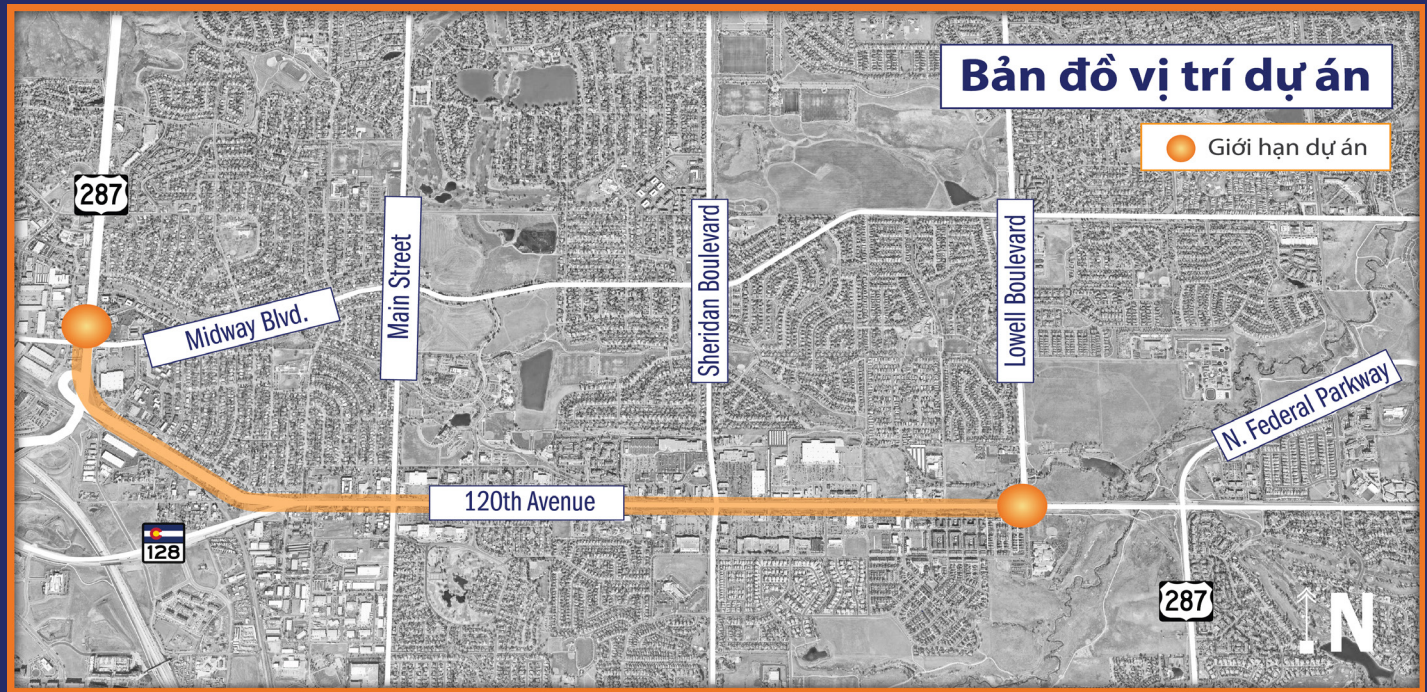 Bản đồ vị trí dự án
Giới hạn dự án
287
Midway Blvd.
Main Street
Sheridan Boulevard
Lowell Boulevard
N. Federal Parkway
120th Avenue
128
287
N